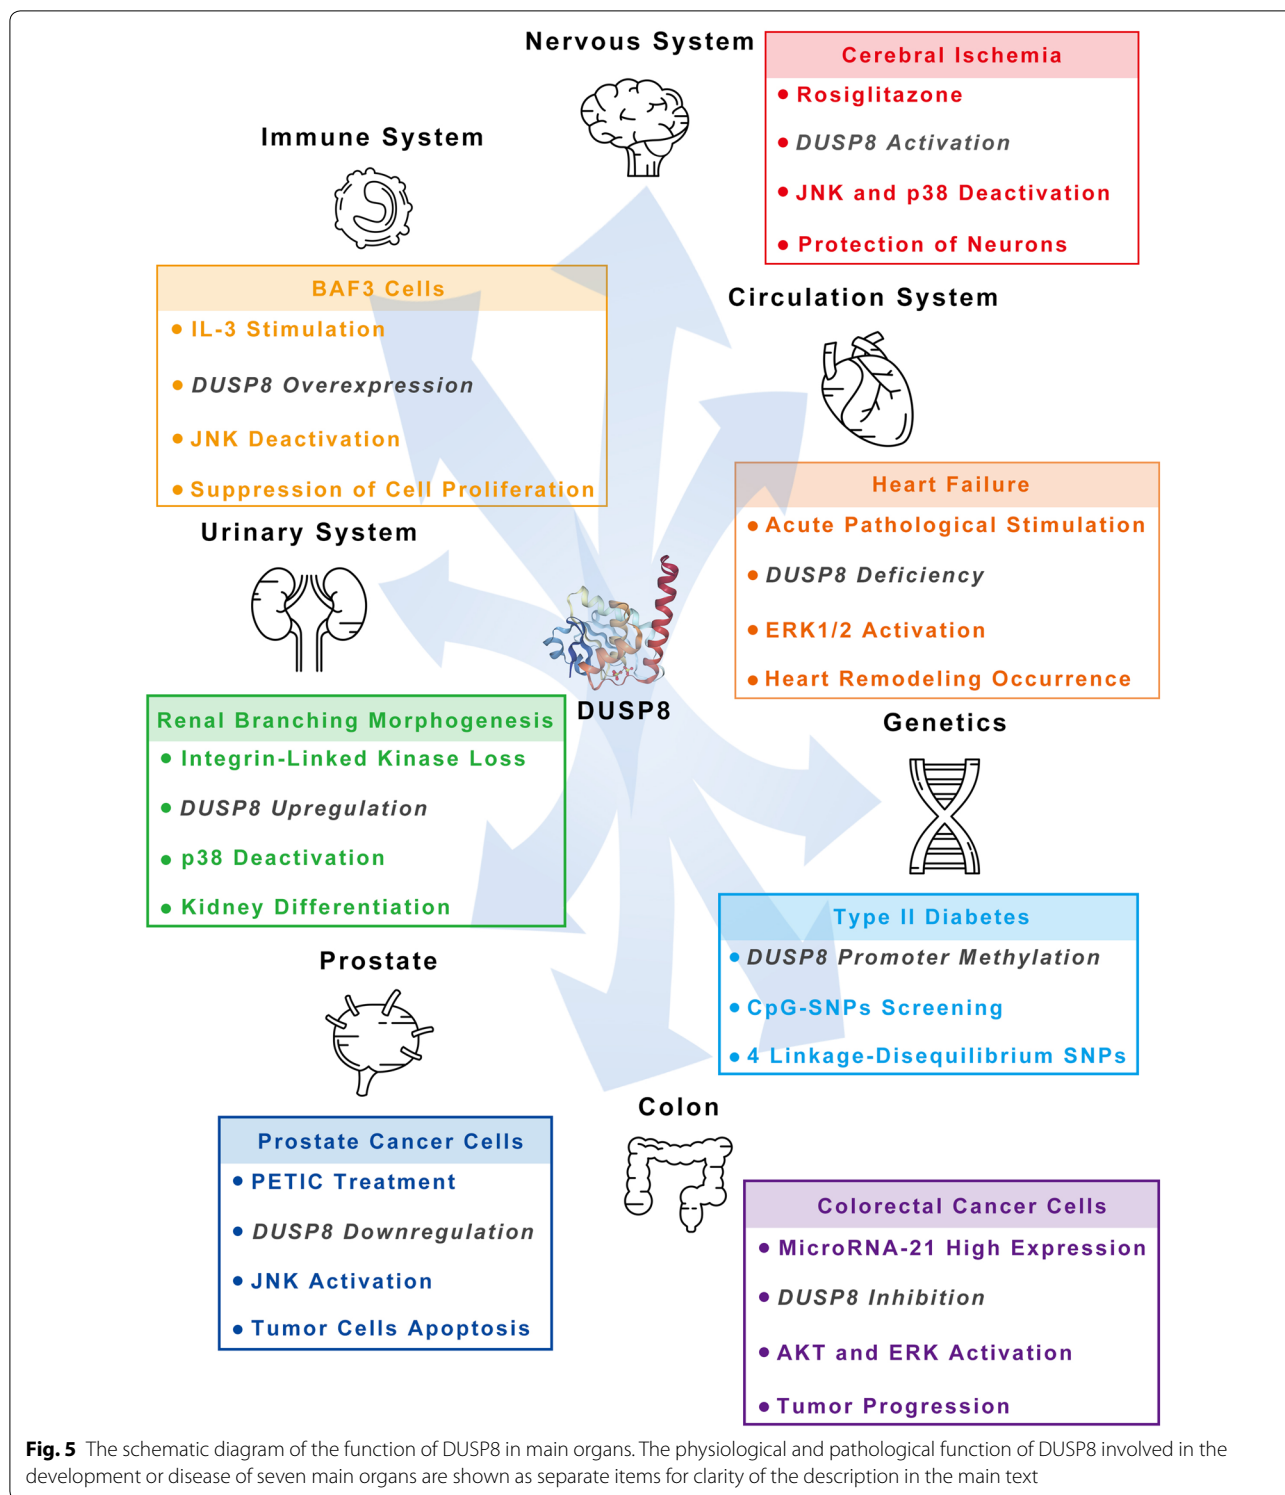 Nervous System
Cerebral Ischemia
• Rosiglitazone
• DUSP8 Activation
• JNK and p38 Deactivation
• Protection of Neurons
Immune System
BAF3 Cells
• IL-3 Stimulation
• DUSP8 Overexpression
• JNK Deactivation
• Suppression of Cell Proliferation
Circulation System
Heart Failure
• Acute Pathological Stimulation
• DUSP8 Deficiency
• ERK1/2 Activation
• Heart Remodeling Occurrence
Urinary System
Renal Branching Morphogenesis
• Integrin-Linked Kinase Loss
• DUSP8 Upregulation
• p38 Deactivation
• Kidney Differentiation
DUSP8
Genetics
Type II Diabetes
• DUSP8 Promoter Methylation
• CpG-SNPs Screening
• 4 Linkage-Disequilibrium SNPs
Prostate
Prostate Cancer Cells
• PETIC Treatment
• DUSP8 Downregulation
• JNK Activation
• Tumor Cells Apoptosis
Colon
Colorectal Cancer Cells
• MicroRNA-21 High Expression
• DUSP8 Inhibition
• AKT and ERK Activation
• Tumor Progression
Fig. 5 The schematic diagram of the function of DUSP8 in main organs. The physiological and pathological function of DUSP8 involved in the
development or disease of seven main organs are shown as separate items for clarity of the description in the main text